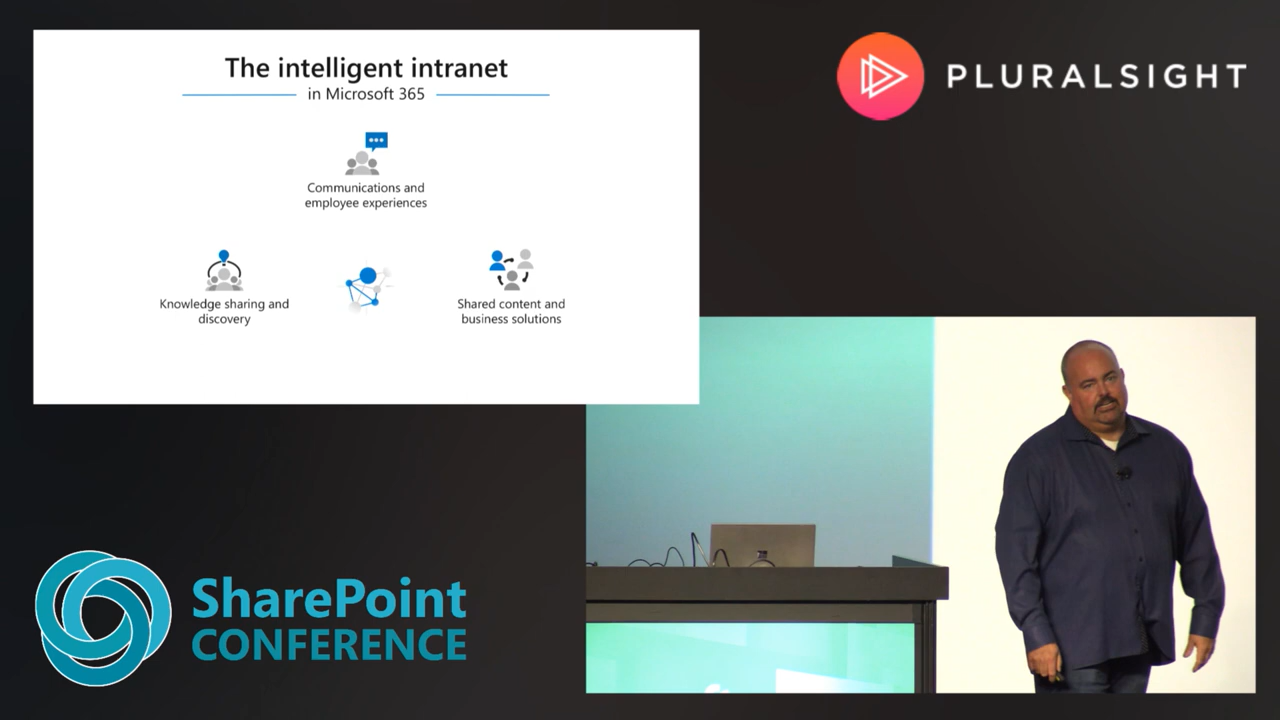 The intelligent intranet
in Microsoft 365
Communications and
employee experiences
Knowledge sharing and
discovery
Shared content and
business solutions
PLURALSIGHT
SharePoint
CONFERENCE